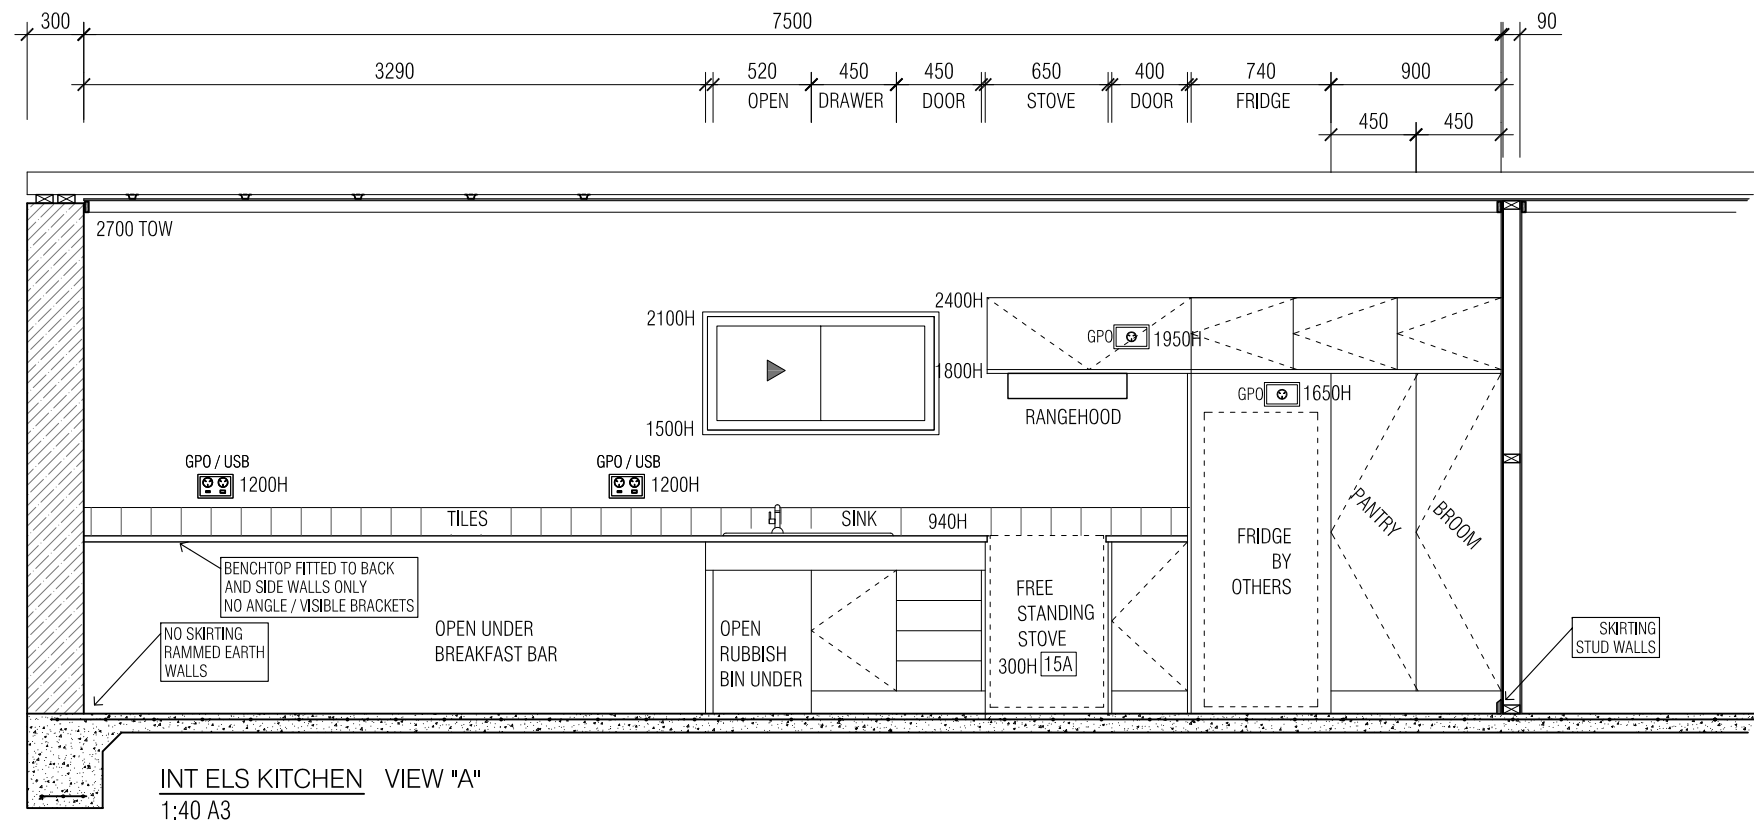 300 7500 90
3290 520 450 450 650 400 740 900
OPEN DRAWER DOOR STOVE DOOR FRIDGE
450 450
2700 TOW
2100H
1500H
2400H
1800H
GPO 1950H
GPO 1650H
RANGEHOOD
GPO / USB
1200H
GPO / USB
1200H
TILES
SINK
940H
BENCHTOP FITTED TO BACK
AND SIDE WALLS ONLY
NO ANGLE / VISIBLE BRACKETS
NO SKIRTING
RAMMED EARTH
WALLS
OPEN UNDER
BREAKFAST BAR
OPEN
RUBBISH
BIN UNDER
FREE
STANDING
STOVE
300H 15A
FRIDGE
BY
OTHERS
PANTRY
BROOM
SKIRTING
STUD WALLS
INT ELS KITCHEN VIEW "A"
1:40 A3